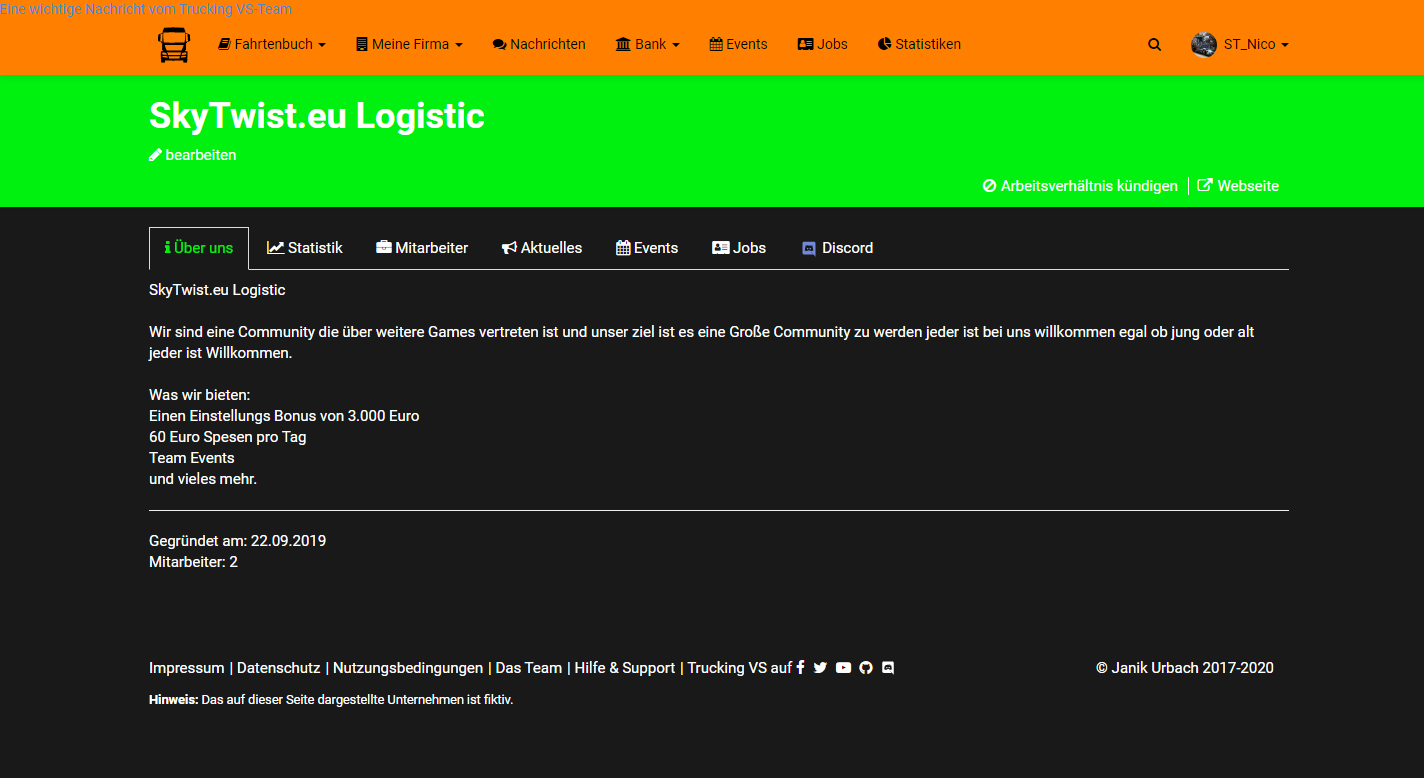 Eine wichtige Nachricht vom Trucking VS-Team
Fahrtenbuch Meine Firma Nachrichten Bank Events Jobs Statistiken ST_Nico
SkyTwist.eu Logistic
bearbeiten
Arbeitsverhältnis kündigen | Webseite
Über uns Statistik Mitarbeiter Aktuelles Events Jobs Discord
SkyTwist.eu Logistic
Wir sind eine Community die über weitere Games vertreten ist und unser ziel ist es eine Große Community zu werden jeder ist bei uns willkommen egal ob jung oder alt
jeder ist Willkommen.
Was wir bieten:
Einen Einstellungs Bonus von 3.000 Euro
60 Euro Spesen pro Tag
Team Events
und vieles mehr.
Gegründet am: 22.09.2019
Mitarbeiter: 2
Impressum | Datenschutz | Nutzungsbedingungen | Das Team | Hilfe & Support | Trucking VS auf © Janik Urbach 2017-2020
Hinweis: Das auf dieser Seite dargestellte Unternehmen ist fiktiv.